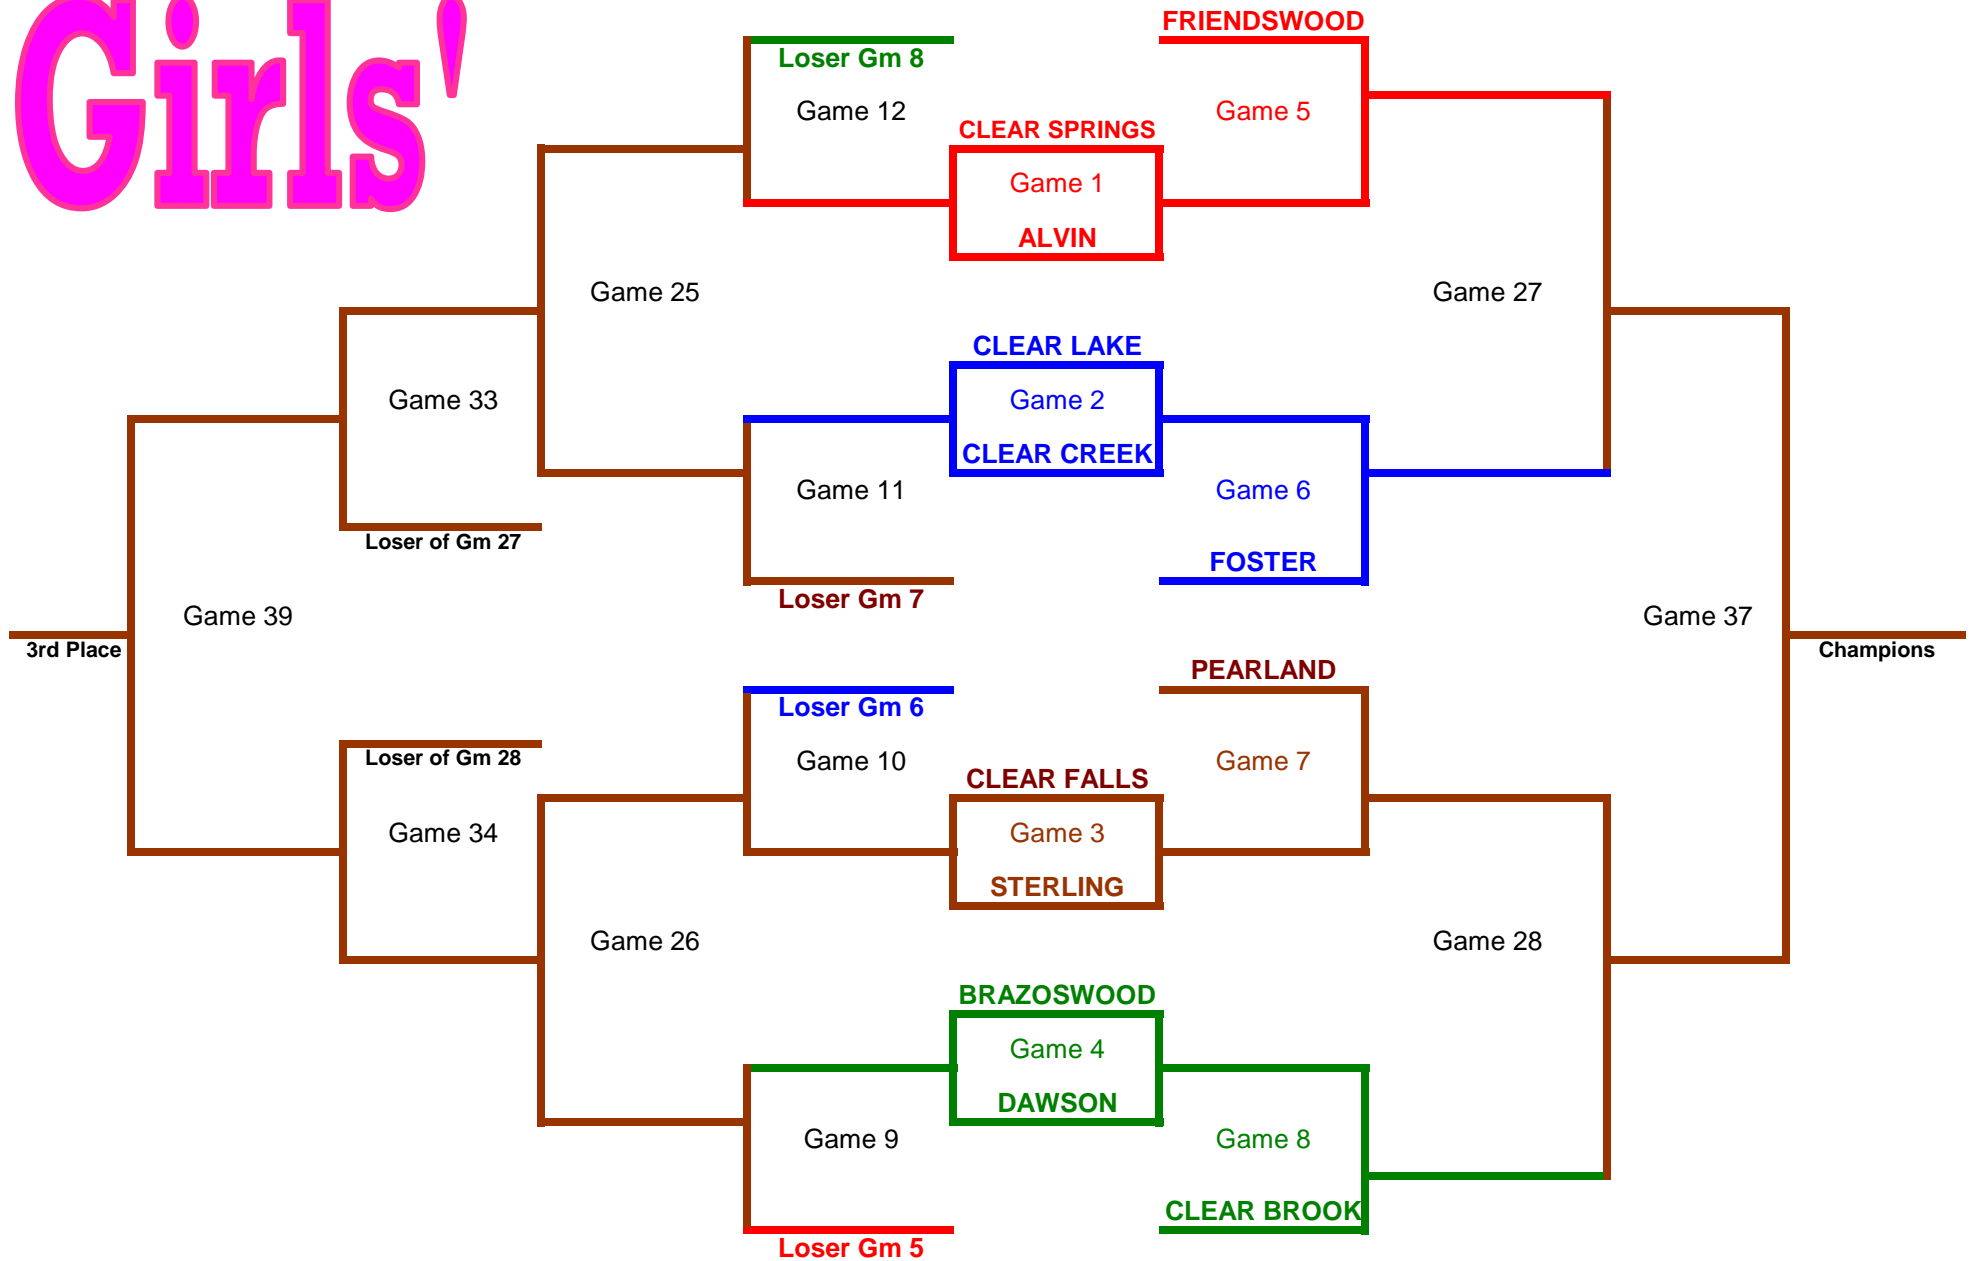 Girls'
FRIENDSWOOD
Loser Gm 8
Game 12
Game 5
CLEAR SPRINGS
Game 1
ALVIN
Game 25
Game 27
CLEAR LAKE
Game 33
Game 2
CLEAR CREEK
Game 11
Game 6
Loser of Gm 27
FOSTER
Loser Gm 7
Game 39
Game 37
3rd Place
Champions
PEARLAND
Loser Gm 6
Loser of Gm 28
Game 10
Game 7
CLEAR FALLS
Game 34
Game 3
STERLING
Game 26
Game 28
BRAZOSWOOD
Game 4
DAWSON
Game 9
Game 8
CLEAR BROOK
Loser Gm 5